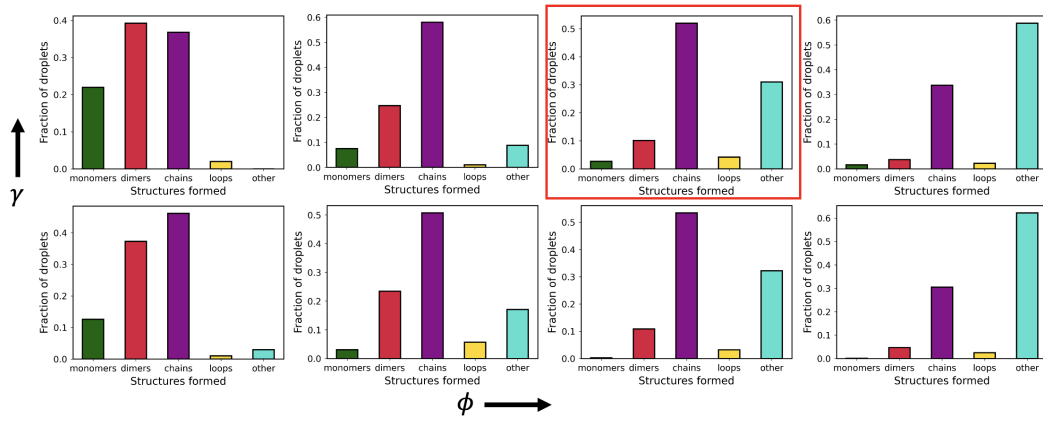 Fraction of droplets
0.4
0.3
0.2
0.1
0.0
monomers dimers chains loops other
Structures formed
Fraction of droplets
0.6
0.5
0.4
0.3
0.2
0.1
0.0
monomers dimers chains loops other
Structures formed
Fraction of droplets
0.5
0.4
0.3
0.2
0.1
0.0
monomers dimers chains loops other
Structures formed
Fraction of droplets
0.6
0.5
0.4
0.3
0.2
0.1
0.0
monomers dimers chains loops other
Structures formed
γ
Fraction of droplets
0.4
0.3
0.2
0.1
0.0
monomers dimers chains loops other
Structures formed
Fraction of droplets
0.5
0.4
0.3
0.2
0.1
0.0
monomers dimers chains loops other
Structures formed
Fraction of droplets
0.5
0.4
0.3
0.2
0.1
0.0
monomers dimers chains loops other
Structures formed
Fraction of droplets
0.6
0.5
0.4
0.3
0.2
0.1
0.0
monomers dimers chains loops other
Structures formed
ϕ